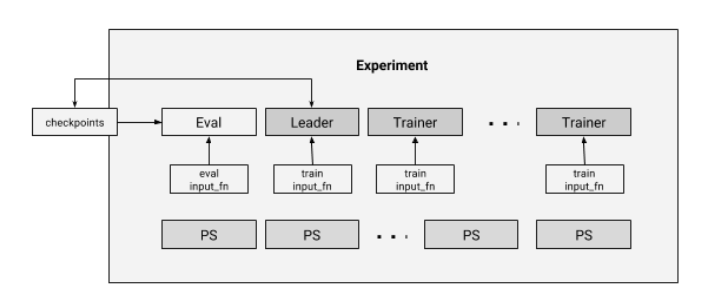 Experiment
checkpoints
Eval
Leader
Trainer
Trainer
eval
input_fn
train
input_fn
train
input_fn
train
input_fn
PS
PS
PS
PS